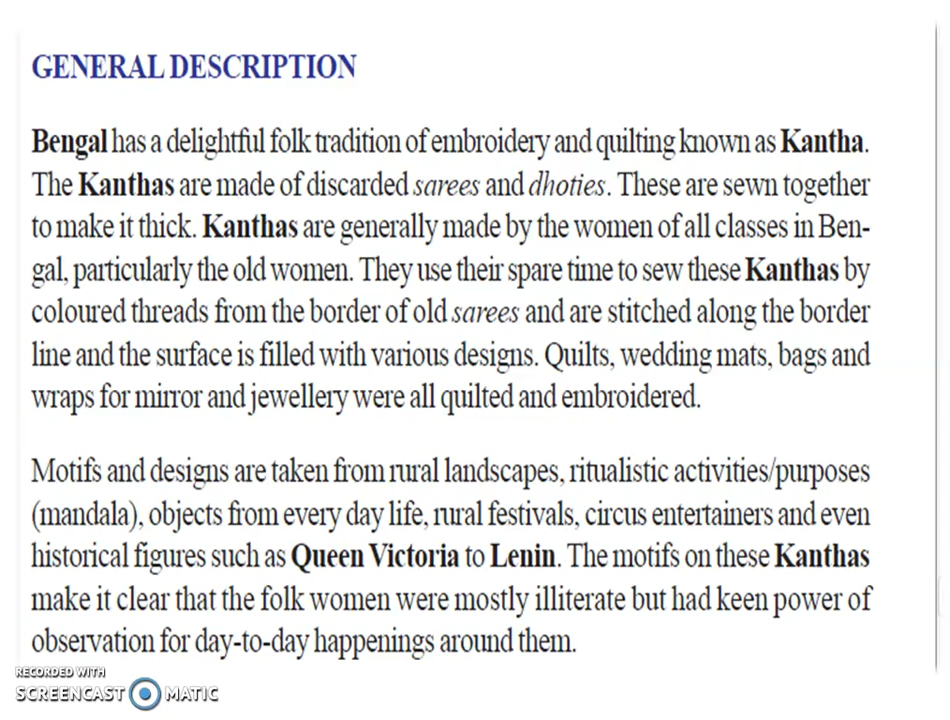 GENERAL DESCRIPTION
Bengal has a delightful folk tradition of embroidery and quilting known as Kantha.
The Kanthas are made of discarded sarees and dhoties. These are sewn together
to make it thick. Kanthas are generally made by the women of all classes in Ben-
gal, particularly the old women. They use their spare time to sew these Kanthas by
coloured threads from the border of old sarees and are stitched along the border
line and the surface is filled with various designs. Quilts, wedding mats, bags and
wraps for mirror and jewellery were all quilted and embroidered.
Motifs and designs are taken from rural landscapes, ritualistic activities/purposes
(mandala), objects from every day life, rural festivals, circus entertainers and even
historical figures such as Queen Victoria to Lenin. The motifs on these Kanthas
make it clear that the folk women were mostly illiterate but had keen power of
observation for day-to-day happenings around them.
RECORDED WITH
SCREENCAST MATIC